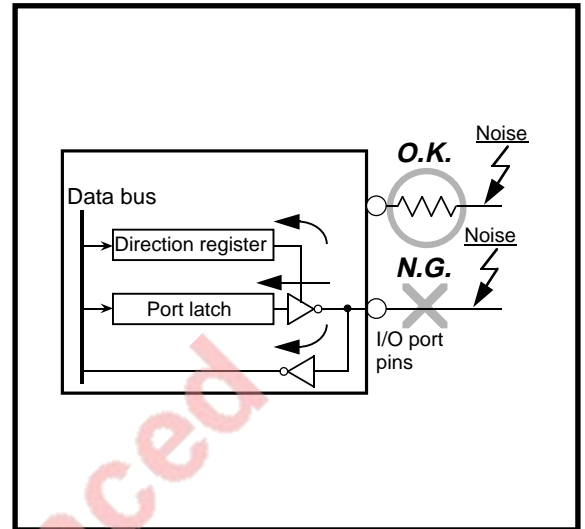 Noise
O.K.
Data bus
Noise
Direction register
N.G.
Port latch
I/O port
pins